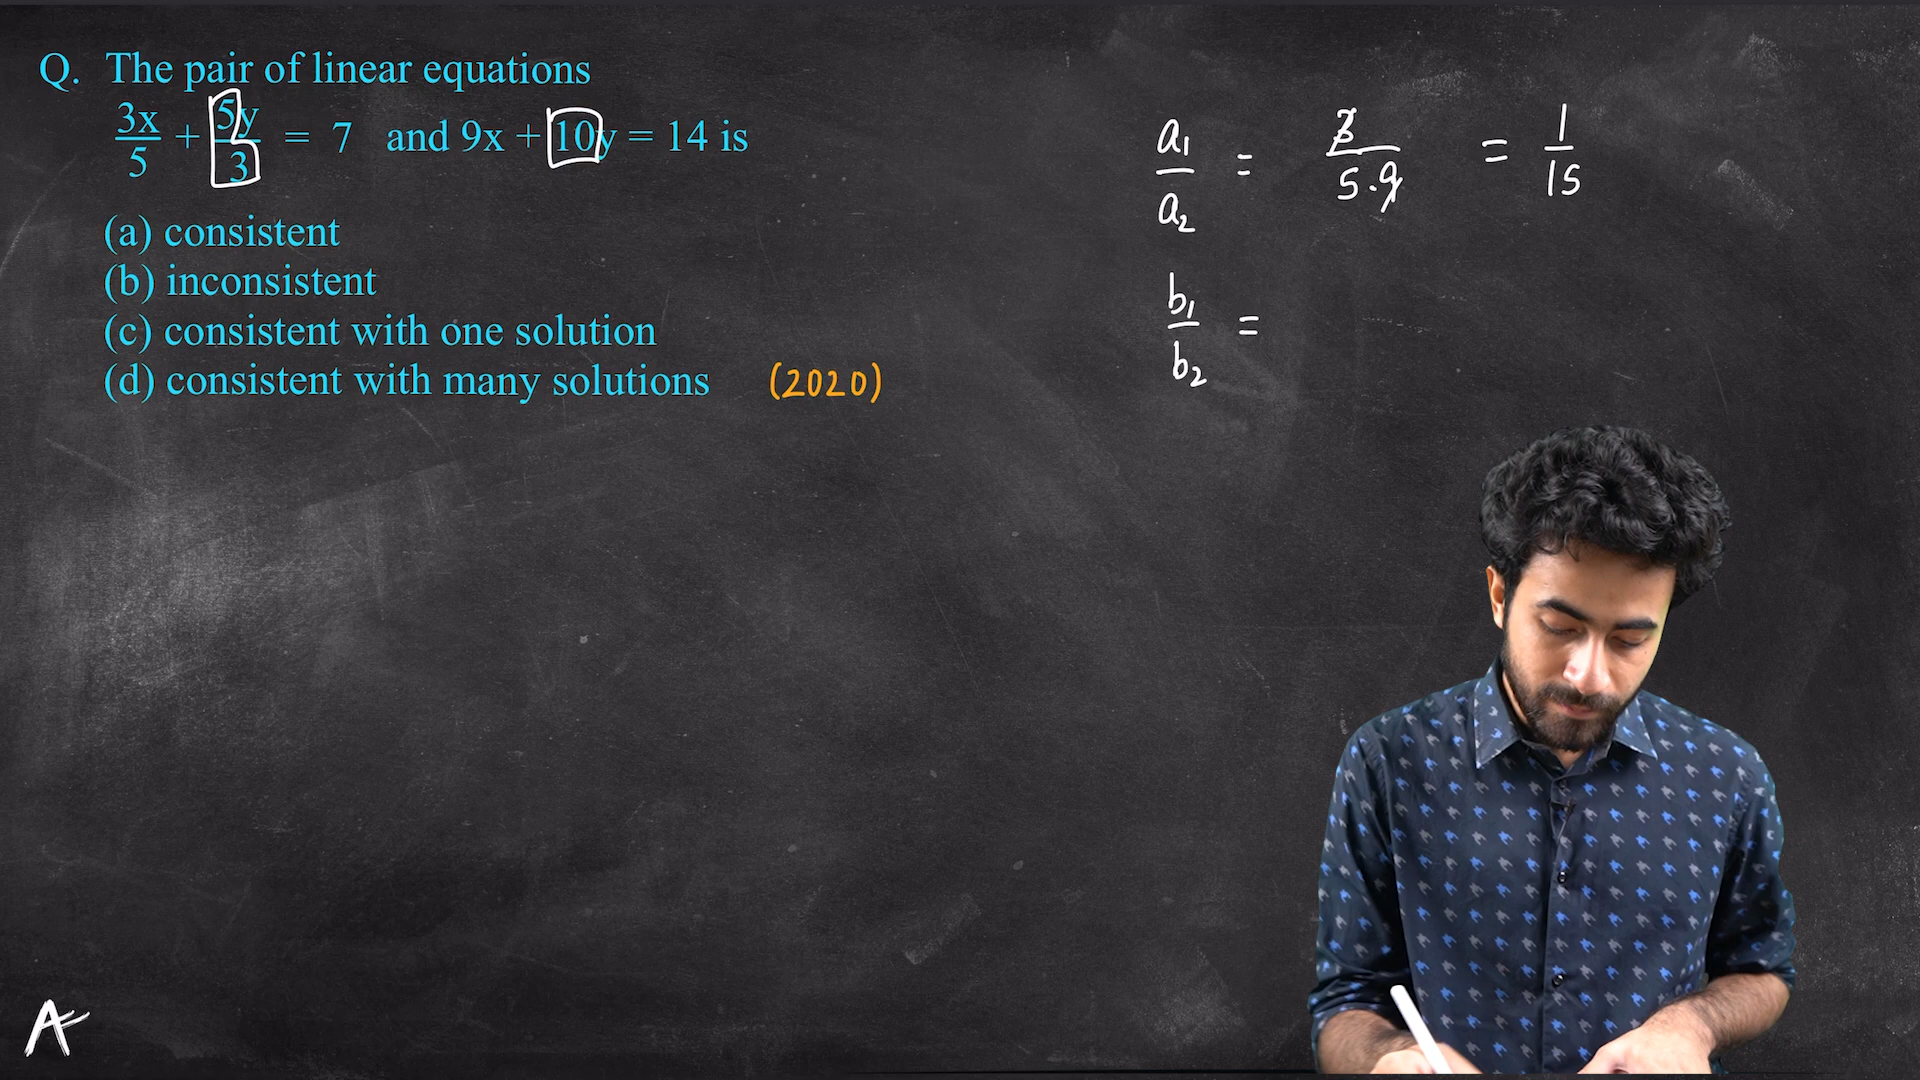 Q. The pair of linear equations
3x/5 + 5y/3 = 7 and 9x + 10y = 14 is
(a) consistent
(b) inconsistent
(c) consistent with one solution
(d) consistent with many solutions (2020)
a₁/a₂ = 3/5.9 = 1/15
b₁/b₂ =
A